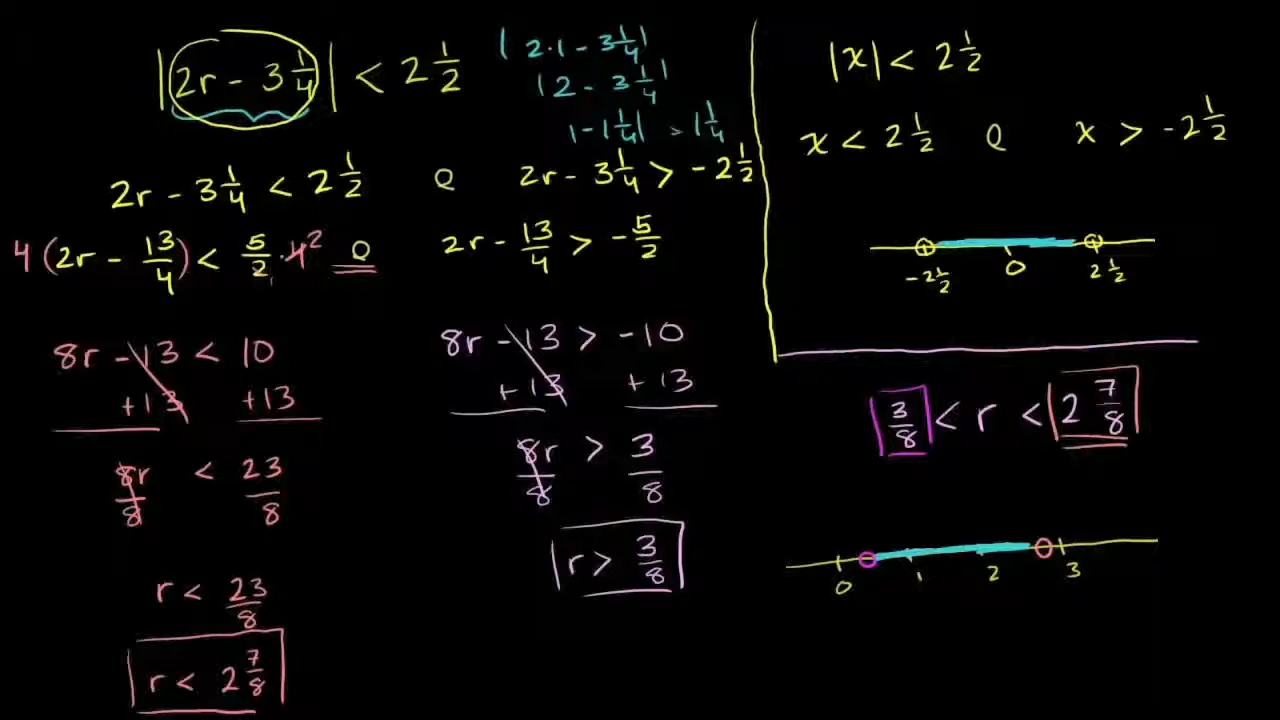 |2r - 3 1/4| < 2 1/2
|2·1 - 3 1/4|
|2 - 3 1/4|
|-1 1/4| = 1 1/4
2r - 3 1/4 < 2 1/2 e 2r - 3 1/4 > -2 1/2
4(2r - 13/4) < 5/2 · 4 2 e 2r - 13/4 > -5/2
8r - 13 < 10
+13 +13
8r/8 < 23/8
r < 23/8
r < 2 7/8
8r - 13 > -10
+13 +13
8r/8 > 3/8
r > 3/8
|x| < 2 1/2
x < 2 1/2 e x > -2 1/2
-2 1/2 0 2 1/2
3/8 < r < 2 7/8
0 1 2 3